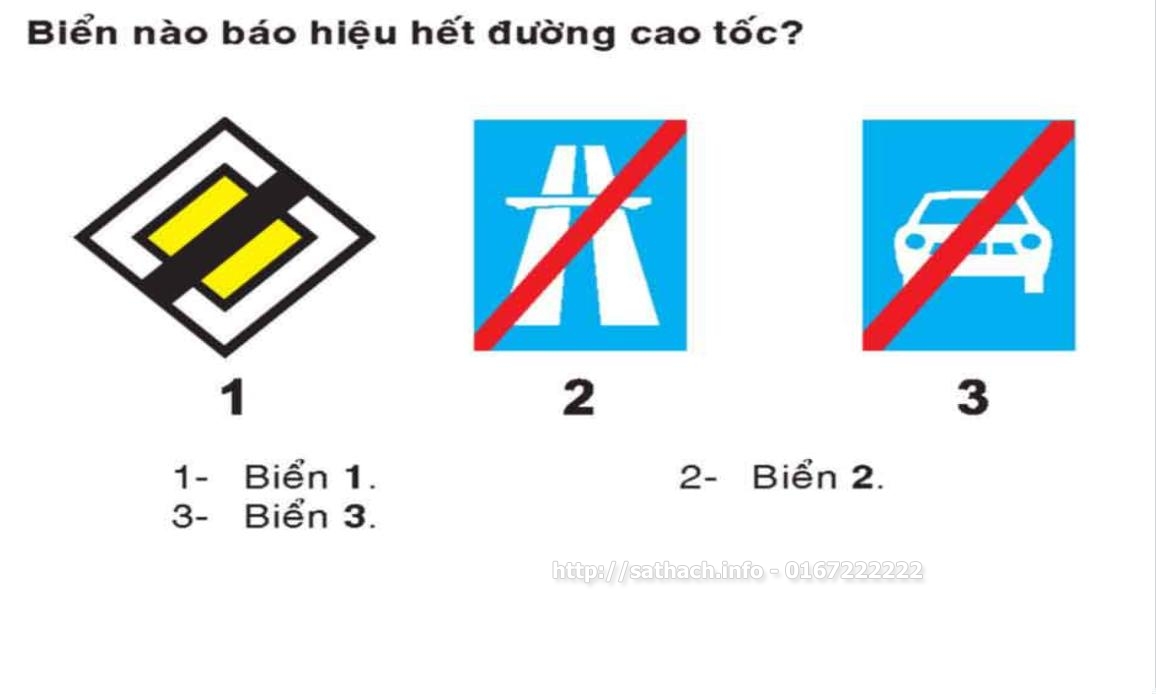 Biển nào báo hiệu hết đường cao tốc?
1 2 3
1- Biển 1. 2- Biển 2.
3- Biển 3.
http://sathach.info - 0167222222